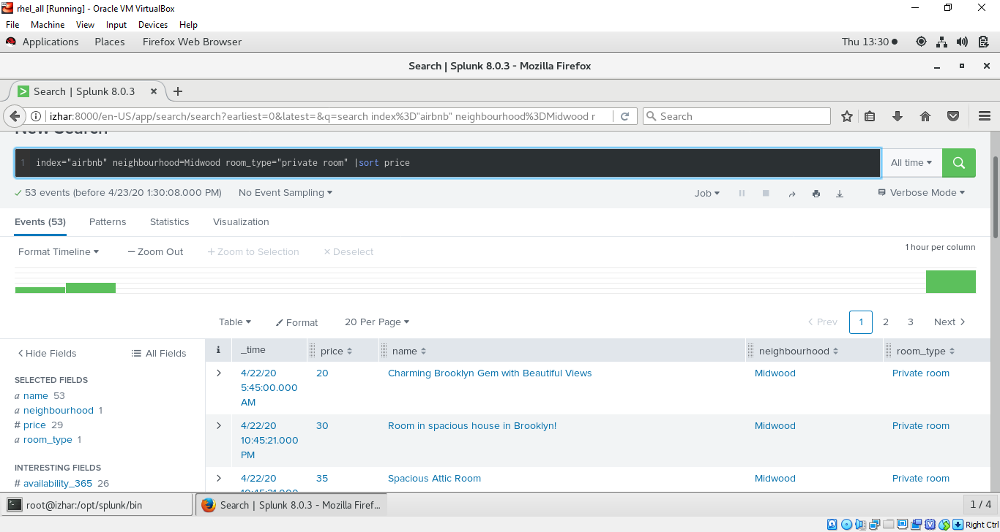 rhel_all [Running] - Oracle VM VirtualBox
File Machine View Input Devices Help
Applications Places Firefox Web Browser Thu 13:30
Search | Splunk 8.0.3 - Mozilla Firefox
Search | Splunk 8.0.3
izhar:8000/en-US/app/search/search?earliest=0&latest=&q=search index%3D"airbnb" neighbourhood%3DMidwood r Search
New Search
1 index="airbnb" neighbourhood=Midwood room_type="private room" |sort price All time
53 events (before 4/23/20 1:30:08.000 PM) No Event Sampling Job Verbose Mode
Events (53) Patterns Statistics Visualization
Format Timeline — Zoom Out + Zoom to Selection × Deselect 1 hour per column
Table Format 20 Per Page < Prev 1 2 3 Next >
< Hide Fields All Fields i _time price name neighbourhood room_type
SELECTED FIELDS
a name 53
a neighbourhood 1
# price 29
a room_type 1
INTERESTING FIELDS
# availability_365 26
> 4/22/20 20 Charming Brooklyn Gem with Beautiful Views Midwood Private room
5:45:00.000
AM
> 4/22/20 30 Room in spacious house in Brooklyn! Midwood Private room
10:45:21.000
PM
> 4/22/20 35 Spacious Attic Room Midwood Private room
10:45:21.000
root@izhar:/opt/splunk/bin Search | Splunk 8.0.3 - Mozilla Firef... 1 / 4
Right Ctrl